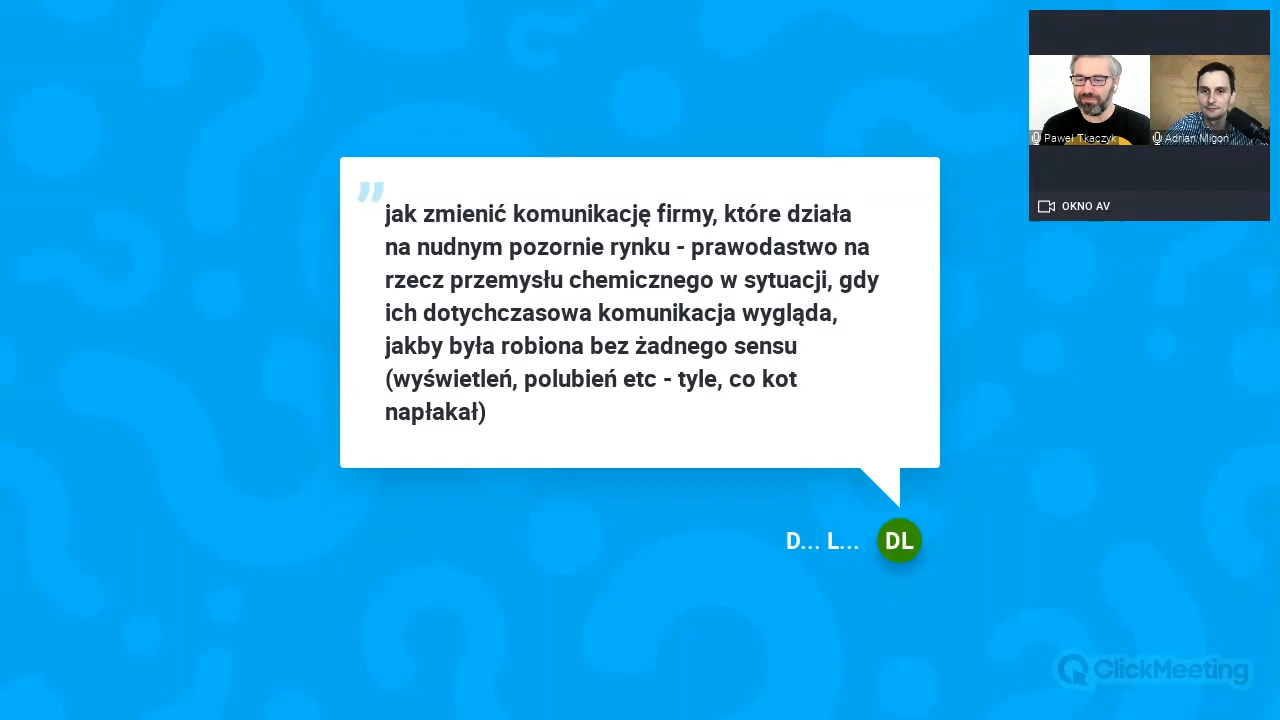 ”
jak zmienić komunikację firmy, które działa
na nudnym pozornie rynku - prawodastwo na
rzecz przemysłu chemicznego w sytuacji, gdy
ich dotychczasowa komunikacja wygląda,
jakby była robiona bez żadnego sensu
(wyświetleń, polubień etc - tyle, co kot
napłakał)
D... L... DL
Paweł Tkaczyk
Adrian Migoń
OKNO AV
ClickMeeting